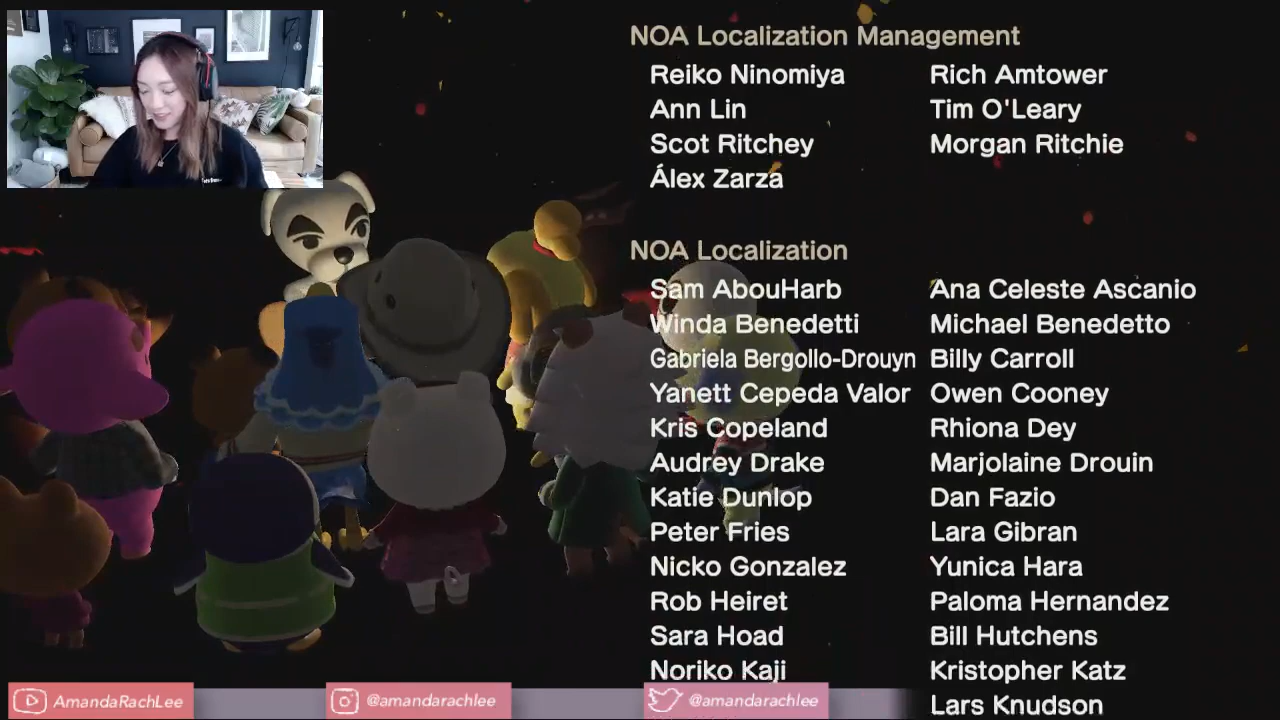 NOA Localization Management
Reiko Ninomiya Rich Amtower
Ann Lin Tim O'Leary
Scot Ritchey Morgan Ritchie
Álex Zarza
NOA Localization
Sam AbouHarb Ana Celeste Ascanio
Winda Benedetti Michael Benedetto
Gabriela Bergollo-Drouyn Billy Carroll
Yanett Cepeda Valor Owen Cooney
Kris Copeland Rhiona Dey
Audrey Drake Marjolaine Drouin
Katie Dunlop Dan Fazio
Peter Fries Lara Gibran
Nicko Gonzalez Yunica Hara
Rob Heiret Paloma Hernandez
Sara Hoad Bill Hutchens
Noriko Kaji Kristopher Katz
Lars Knudson
AmandaRachLee @amandarachlee @amandarachlee